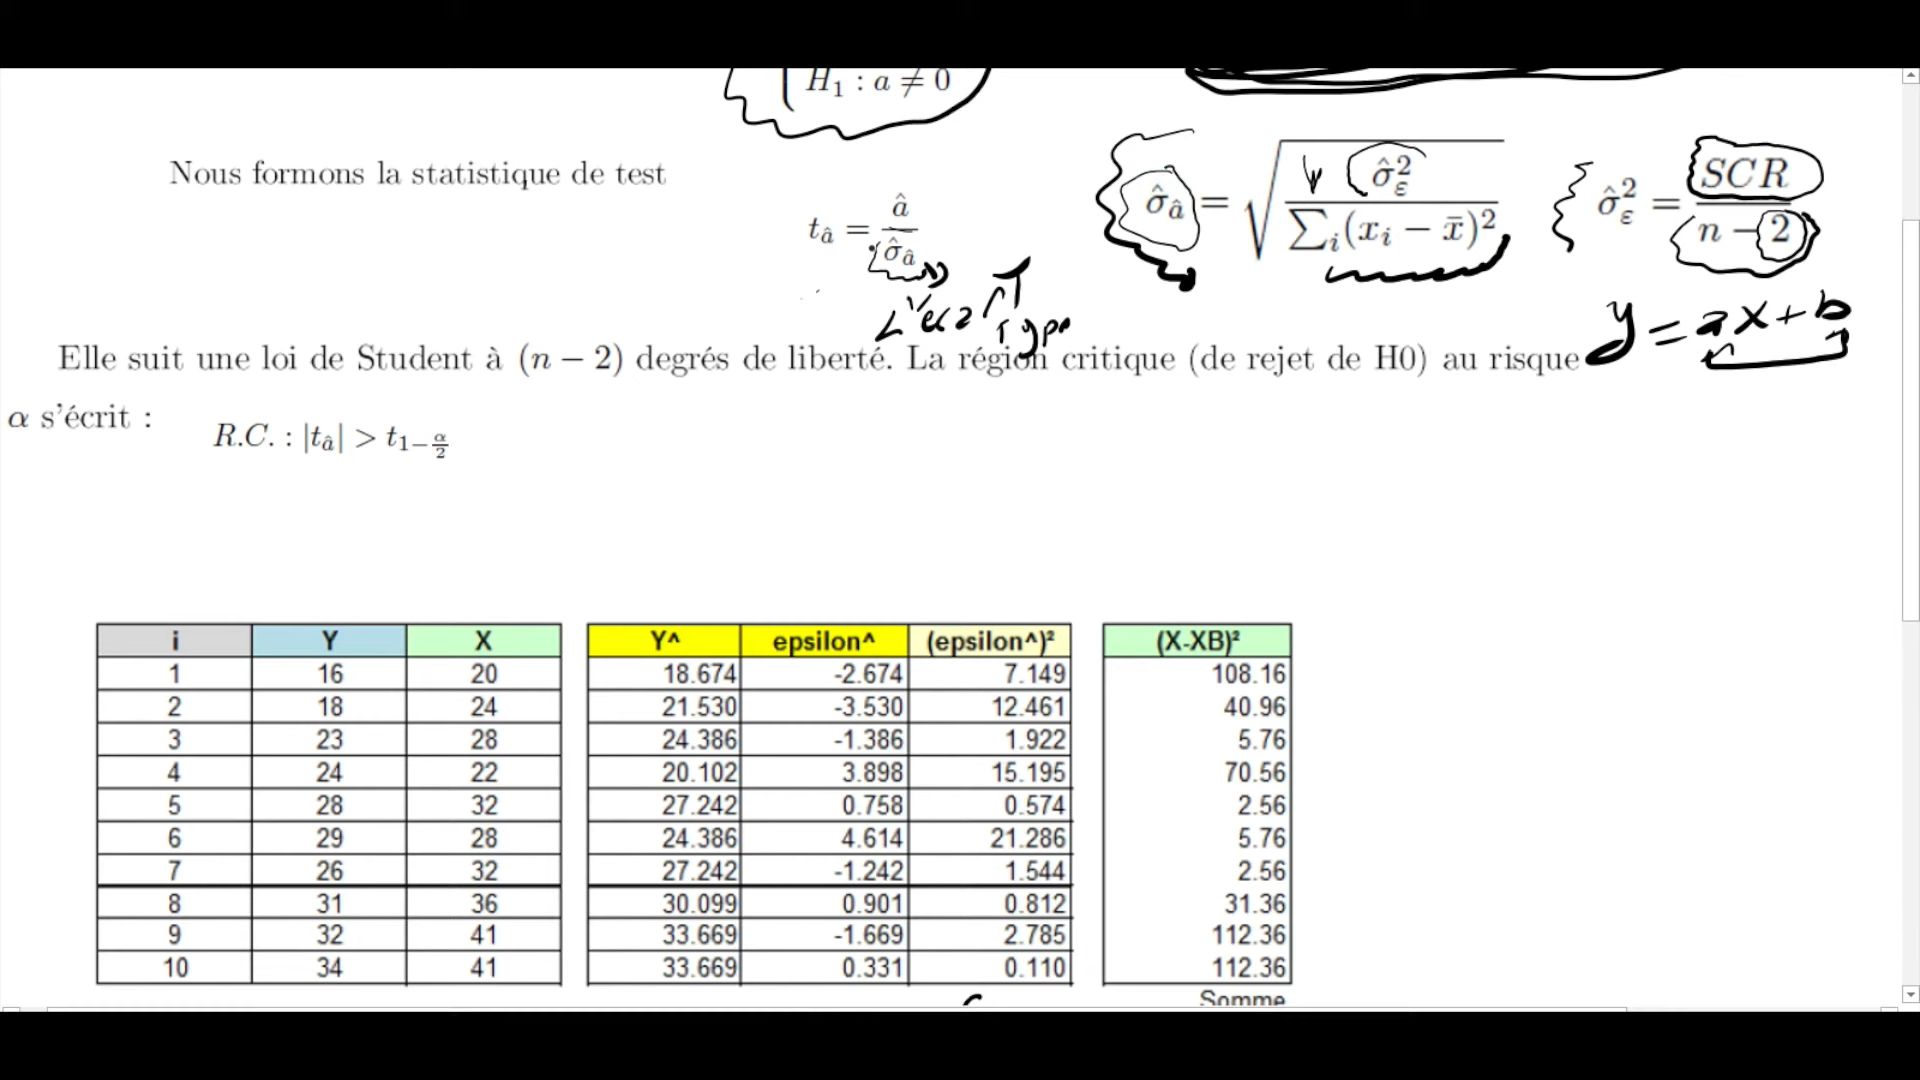 H₁ : a ≠ 0
Nous formons la statistique de test
t_â = â / σ̂_â
σ̂_â = √( σ̂_ε² / ∑_i(x_i − x̄)² )
σ̂_ε² = SCR / (n − 2)
L'écart
Type
y = ax+b
Elle suit une loi de Student à (n − 2) degrés de liberté. La région critique (de rejet de H0) au risque
α s'écrit :
R.C. : |t_â| > t_{1−α/2}
i Y X Y^ epsilon^ (epsilon^)² (X-XB)²
1 16 20 18.674 -2.674 7.149 108.16
2 18 24 21.530 -3.530 12.461 40.96
3 23 28 24.386 -1.386 1.922 5.76
4 24 22 20.102 3.898 15.195 70.56
5 28 32 27.242 0.758 0.574 2.56
6 29 28 24.386 4.614 21.286 5.76
7 26 32 27.242 -1.242 1.544 2.56
8 31 36 30.099 0.901 0.812 31.36
9 32 41 33.669 -1.669 2.785 112.36
10 34 41 33.669 0.331 0.110 112.36
Somme